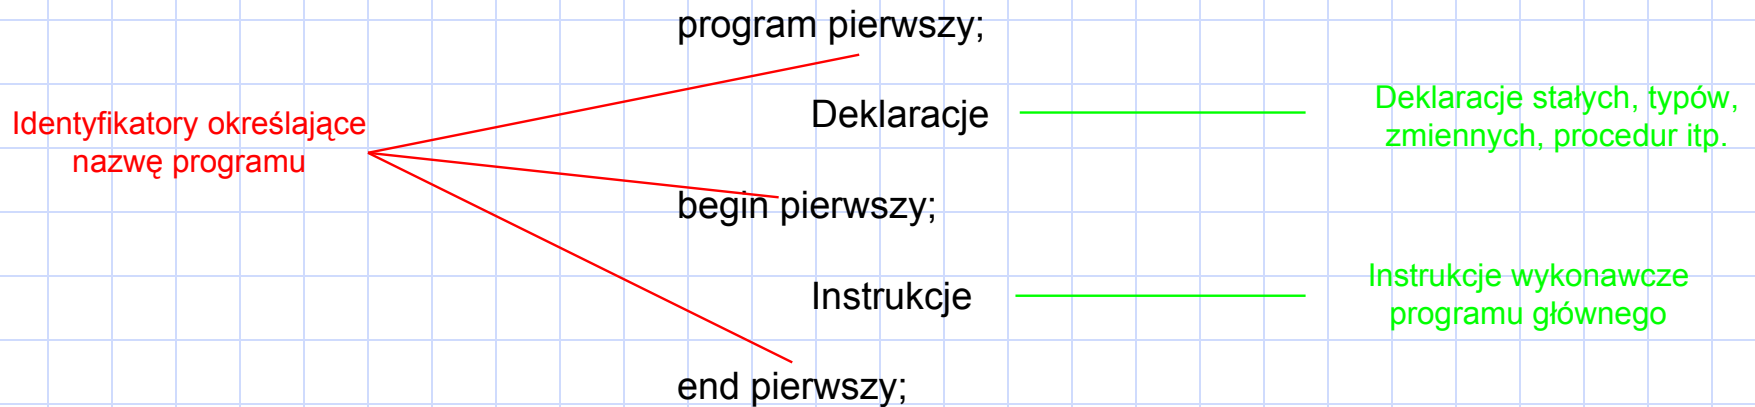 program pierwszy;
Identyfikatory określające
nazwę programu
Deklaracje
Deklaracje stałych, typów,
zmiennych, procedur itp.
begin pierwszy;
Instrukcje
Instrukcje wykonawcze
programu głównego
end pierwszy;